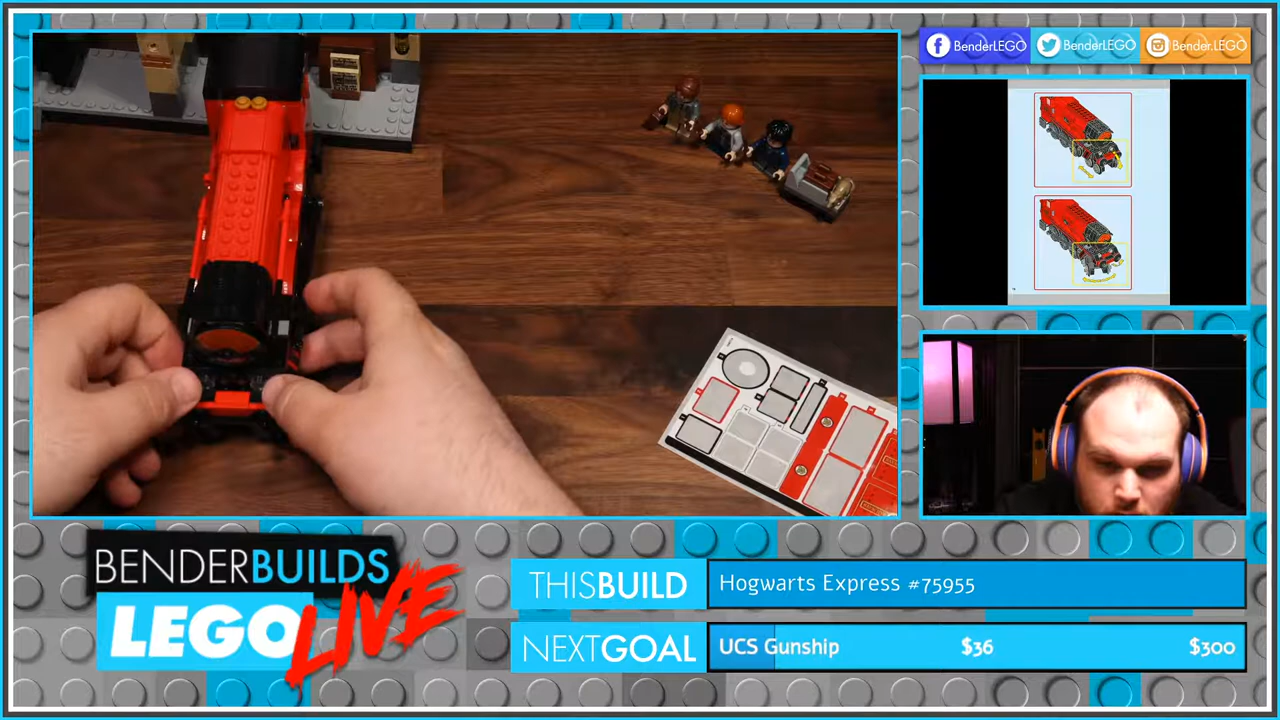 BenderLEGO
BenderLEGO
Bender.LEGO
BENDERBUILDS
LEGO LIVE
THISBUILD
Hogwarts Express #75955
NEXTGOAL
UCS Gunship $36 $300